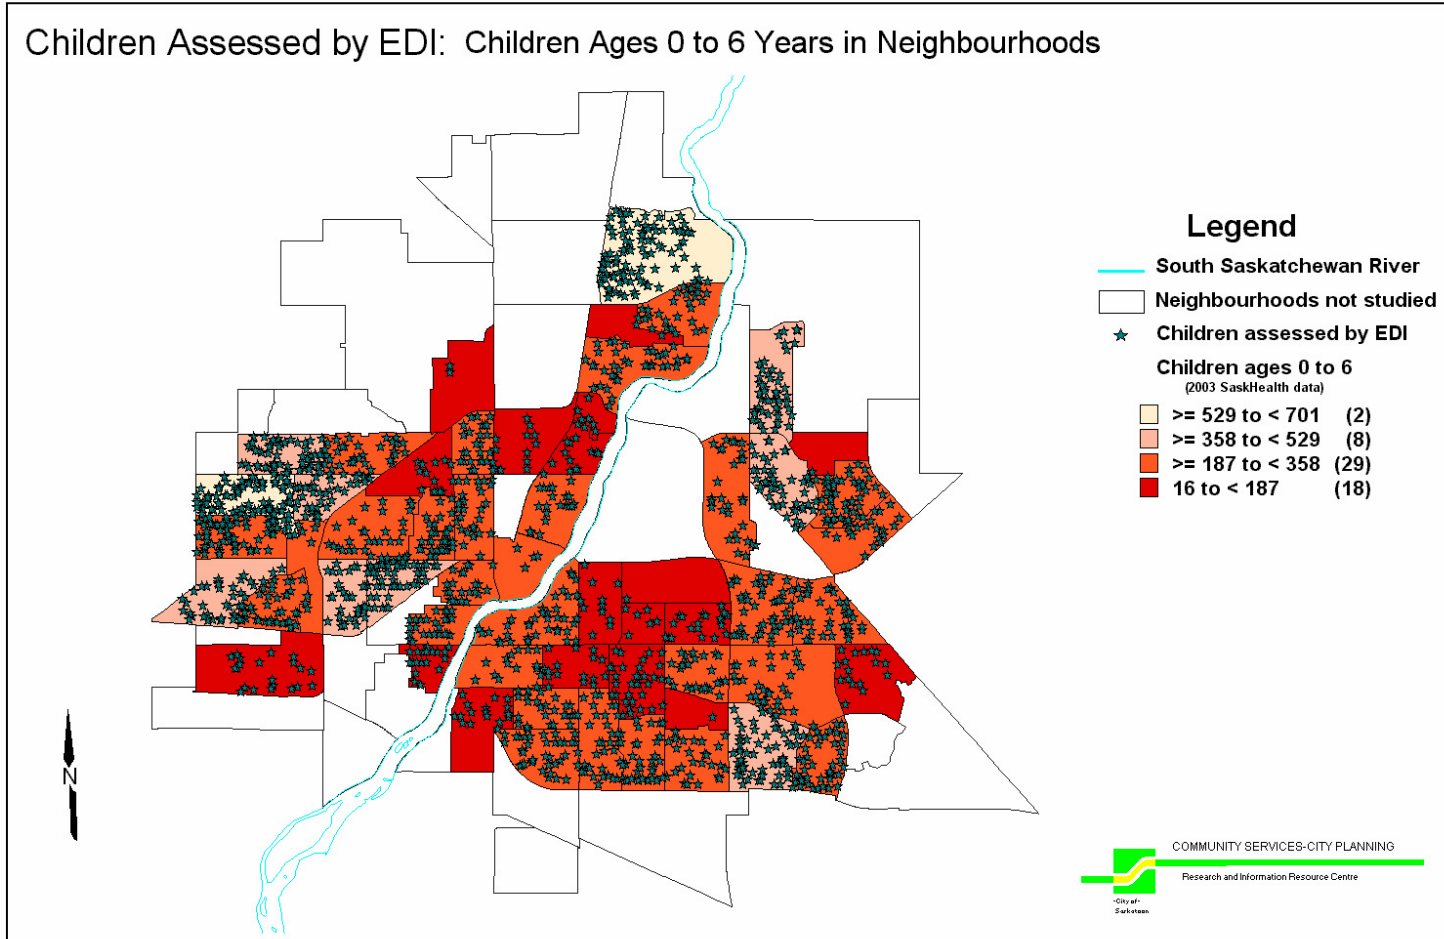 Children Assessed by EDI: Children Ages 0 to 6 Years in Neighbourhoods
Legend
South Saskatchewan River
Neighbourhoods not studied
Children assessed by EDI
Children ages 0 to 6
(2003 SaskHealth data)
>= 529 to < 701 (2)
>= 358 to < 529 (8)
>= 187 to < 358 (29)
16 to < 187 (18)
N
COMMUNITY SERVICES-CITY PLANNING
Research and Information Resource Centre
-City of-
Saskatoon